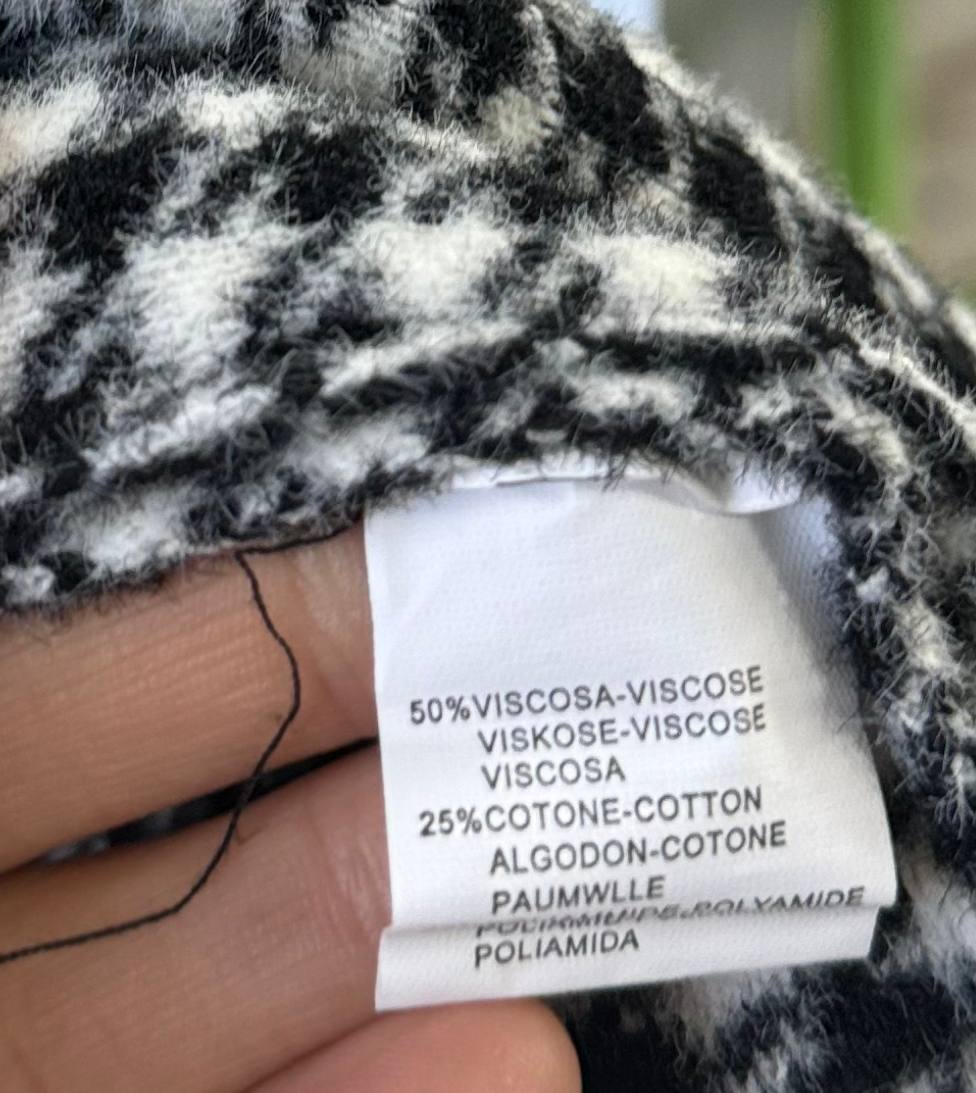 50%VISCOSA-VISCOSE
VISKOSE-VISCOSE
VISCOSA
25%COTONE-COTTON
ALGODON-COTONE
PAUMWLLE
POLYAMIDE
POLIAMIDA